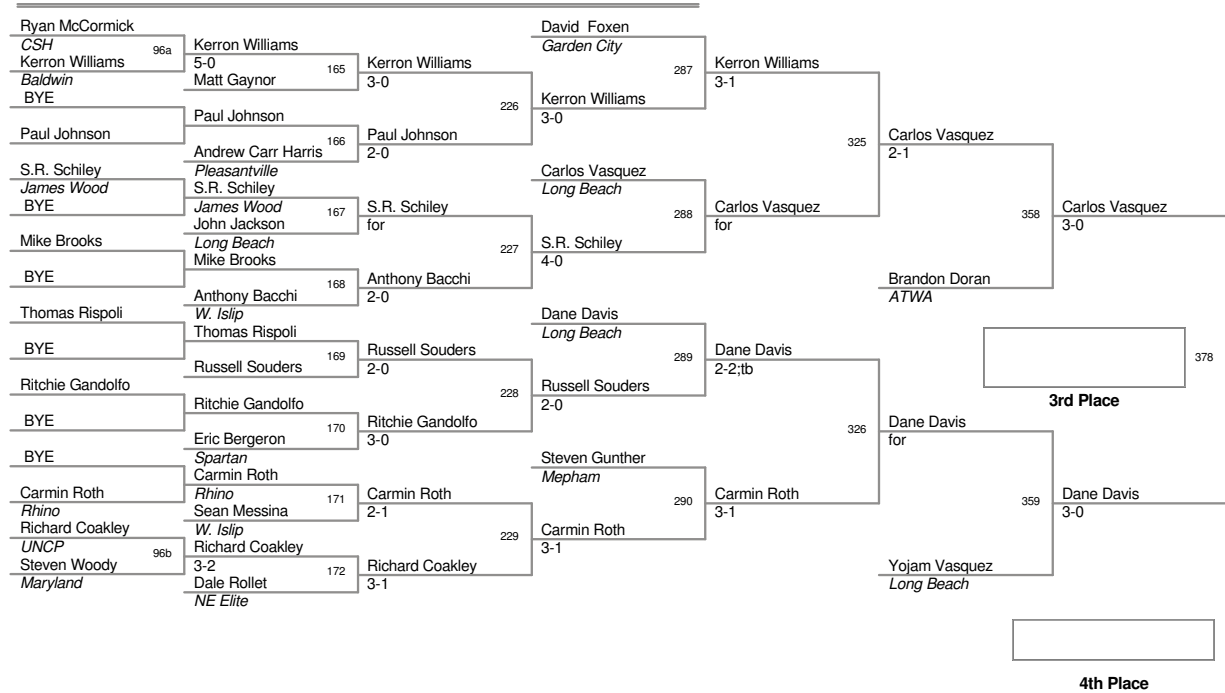 Ryan McCormick
CSH
96a
Kerron Williams
Baldwin
BYE
Paul Johnson
S.R. Schiley
James Wood
BYE
Mike Brooks
BYE
Thomas Rispoli
BYE
Ritchie Gandolfo
BYE
BYE
Carmin Roth
Rhino
Richard Coakley
UNCP
96b
Steven Woody
Maryland
Kerron Williams
5-0
165
Matt Gaynor
Paul Johnson
166
Andrew Carr Harris
Pleasantville
S.R. Schiley
James Wood
167
John Jackson
Long Beach
Mike Brooks
168
Anthony Bacchi
W. Islip
Thomas Rispoli
169
Russell Souders
Ritchie Gandolfo
170
Eric Bergeron
Spartan
Carmin Roth
Rhino
171
Sean Messina
W. Islip
Richard Coakley
3-2
172
Dale Rollet
NE Elite
Kerron Williams
3-0
226
Paul Johnson
2-0
S.R. Schiley
for
227
Anthony Bacchi
2-0
Russell Souders
2-0
228
Ritchie Gandolfo
3-0
Carmin Roth
2-1
229
Richard Coakley
3-1
David Foxen
Garden City
287
Kerron Williams
3-0
Carlos Vasquez
Long Beach
288
S.R. Schiley
4-0
Dane Davis
Long Beach
289
Russell Souders
2-0
Steven Gunther
Mepham
290
Carmin Roth
3-1
Kerron Williams
3-1
325
Carlos Vasquez
for
Dane Davis
2-2;tb
326
Carmin Roth
3-1
Carlos Vasquez
2-1
358
Brandon Doran
ATWA
Dane Davis
for
359
Yojam Vasquez
Long Beach
Carlos Vasquez
3-0
378
3rd Place
Dane Davis
3-0
4th Place